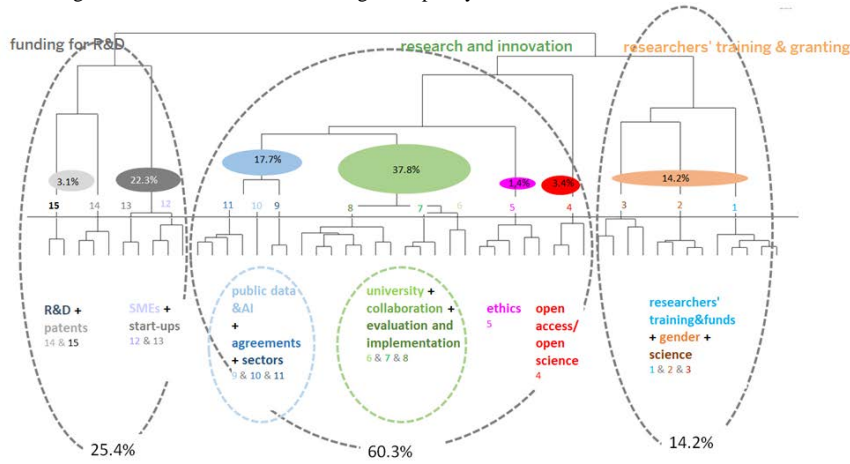 funding for R&D
research and innovation
researchers' training & granting
3.1%
22.3%
17.7%
37.8%
1.4%
3.4%
14.2%
15
14
13
12
11
10
9
8
7
6
5
4
3
2
1
R&D +
patents
14 & 15
SMEs +
start-ups
12 & 13
public data
&AI
+
agreements
+ sectors
9 & 10 & 11
university +
collaboration +
evaluation and
implementation
6 & 7 & 8
ethics
5
open
access/
open
science
4
researchers'
training&funds
+ gender +
science
1 & 2 & 3
25.4%
60.3%
14.2%